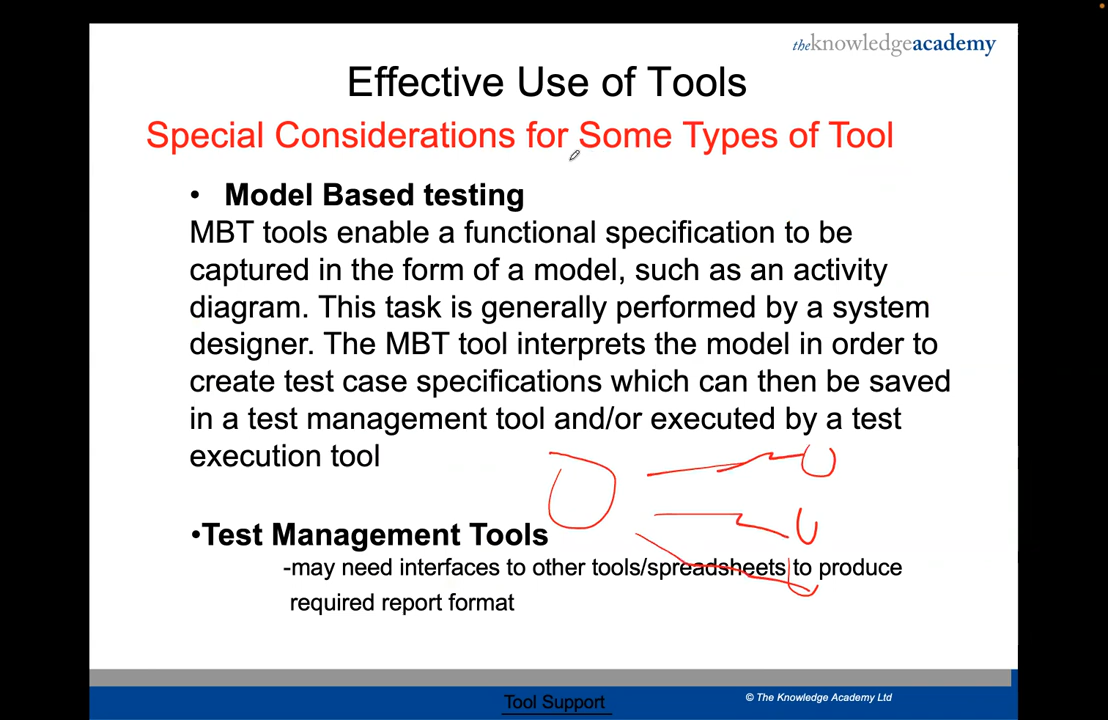 theknowledgeacademy
Effective Use of Tools
Special Considerations for Some Types of Tool
• Model Based testing
MBT tools enable a functional specification to be
captured in the form of a model, such as an activity
diagram. This task is generally performed by a system
designer. The MBT tool interprets the model in order to
create test case specifications which can then be saved
in a test management tool and/or executed by a test
execution tool
•Test Management Tools
-may need interfaces to other tools/spreadsheets to produce
required report format
Tool Support
© The Knowledge Academy Ltd